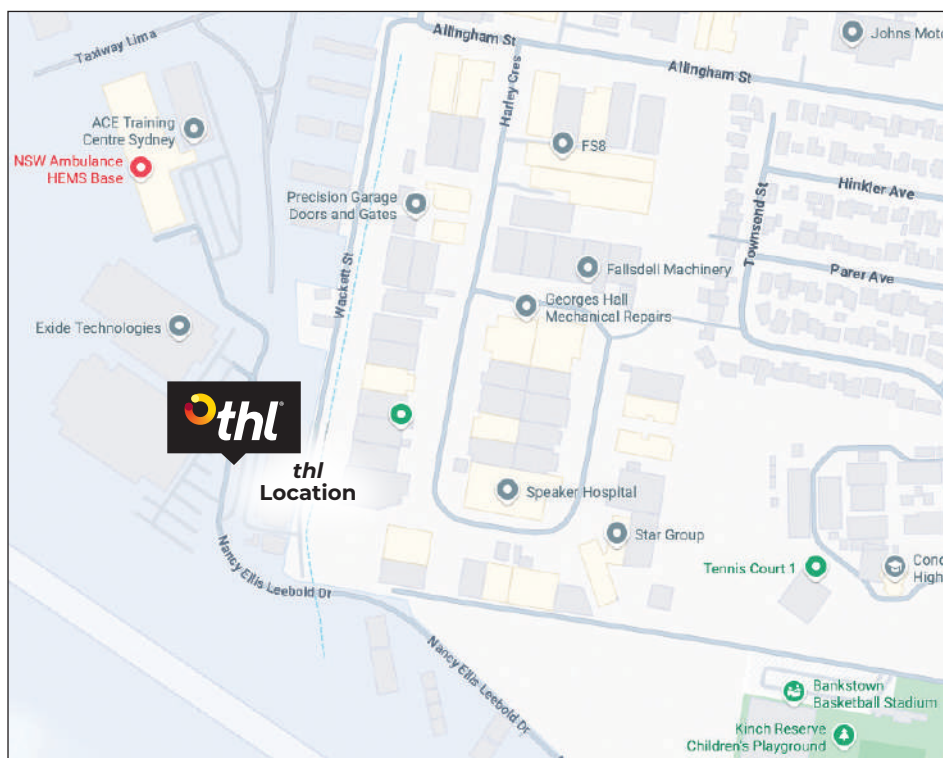 Taxiway Lima
Allingham St
Johns Moto
Allingham St
Harley Cres
ACE Training
Centre Sydney
NSW Ambulance
HEMS Base
FS8
Precision Garage
Doors and Gates
Townsend St
Hinkler Ave
Wackett St
Fallsdell Machinery
Parer Ave
Georges Hall
Mechanical Repairs
Exide Technologies
thl
thl
Location
Speaker Hospital
Star Group
Nancy Ellis Leebold Dr
Tennis Court 1
Conc
High
Nancy Ellis Leebold Dr
Bankstown
Basketball Stadium
Kinch Reserve
Children's Playground